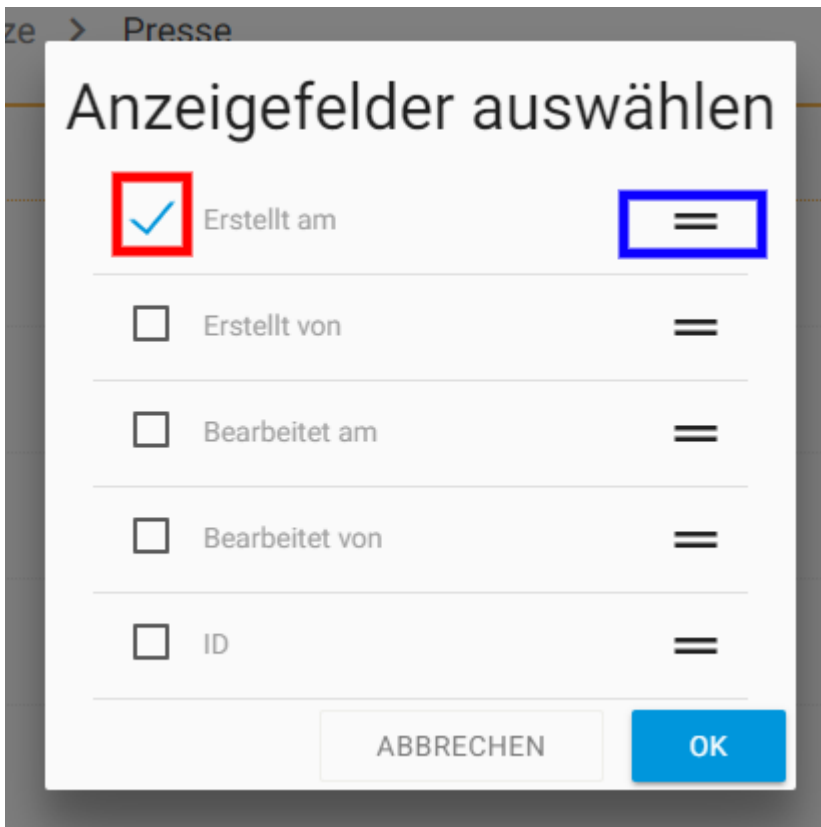 ze > Presse
Anzeigefelder auswählen
Erstellt am
Erstellt von
Bearbeitet am
Bearbeitet von
ID
ABBRECHEN OK